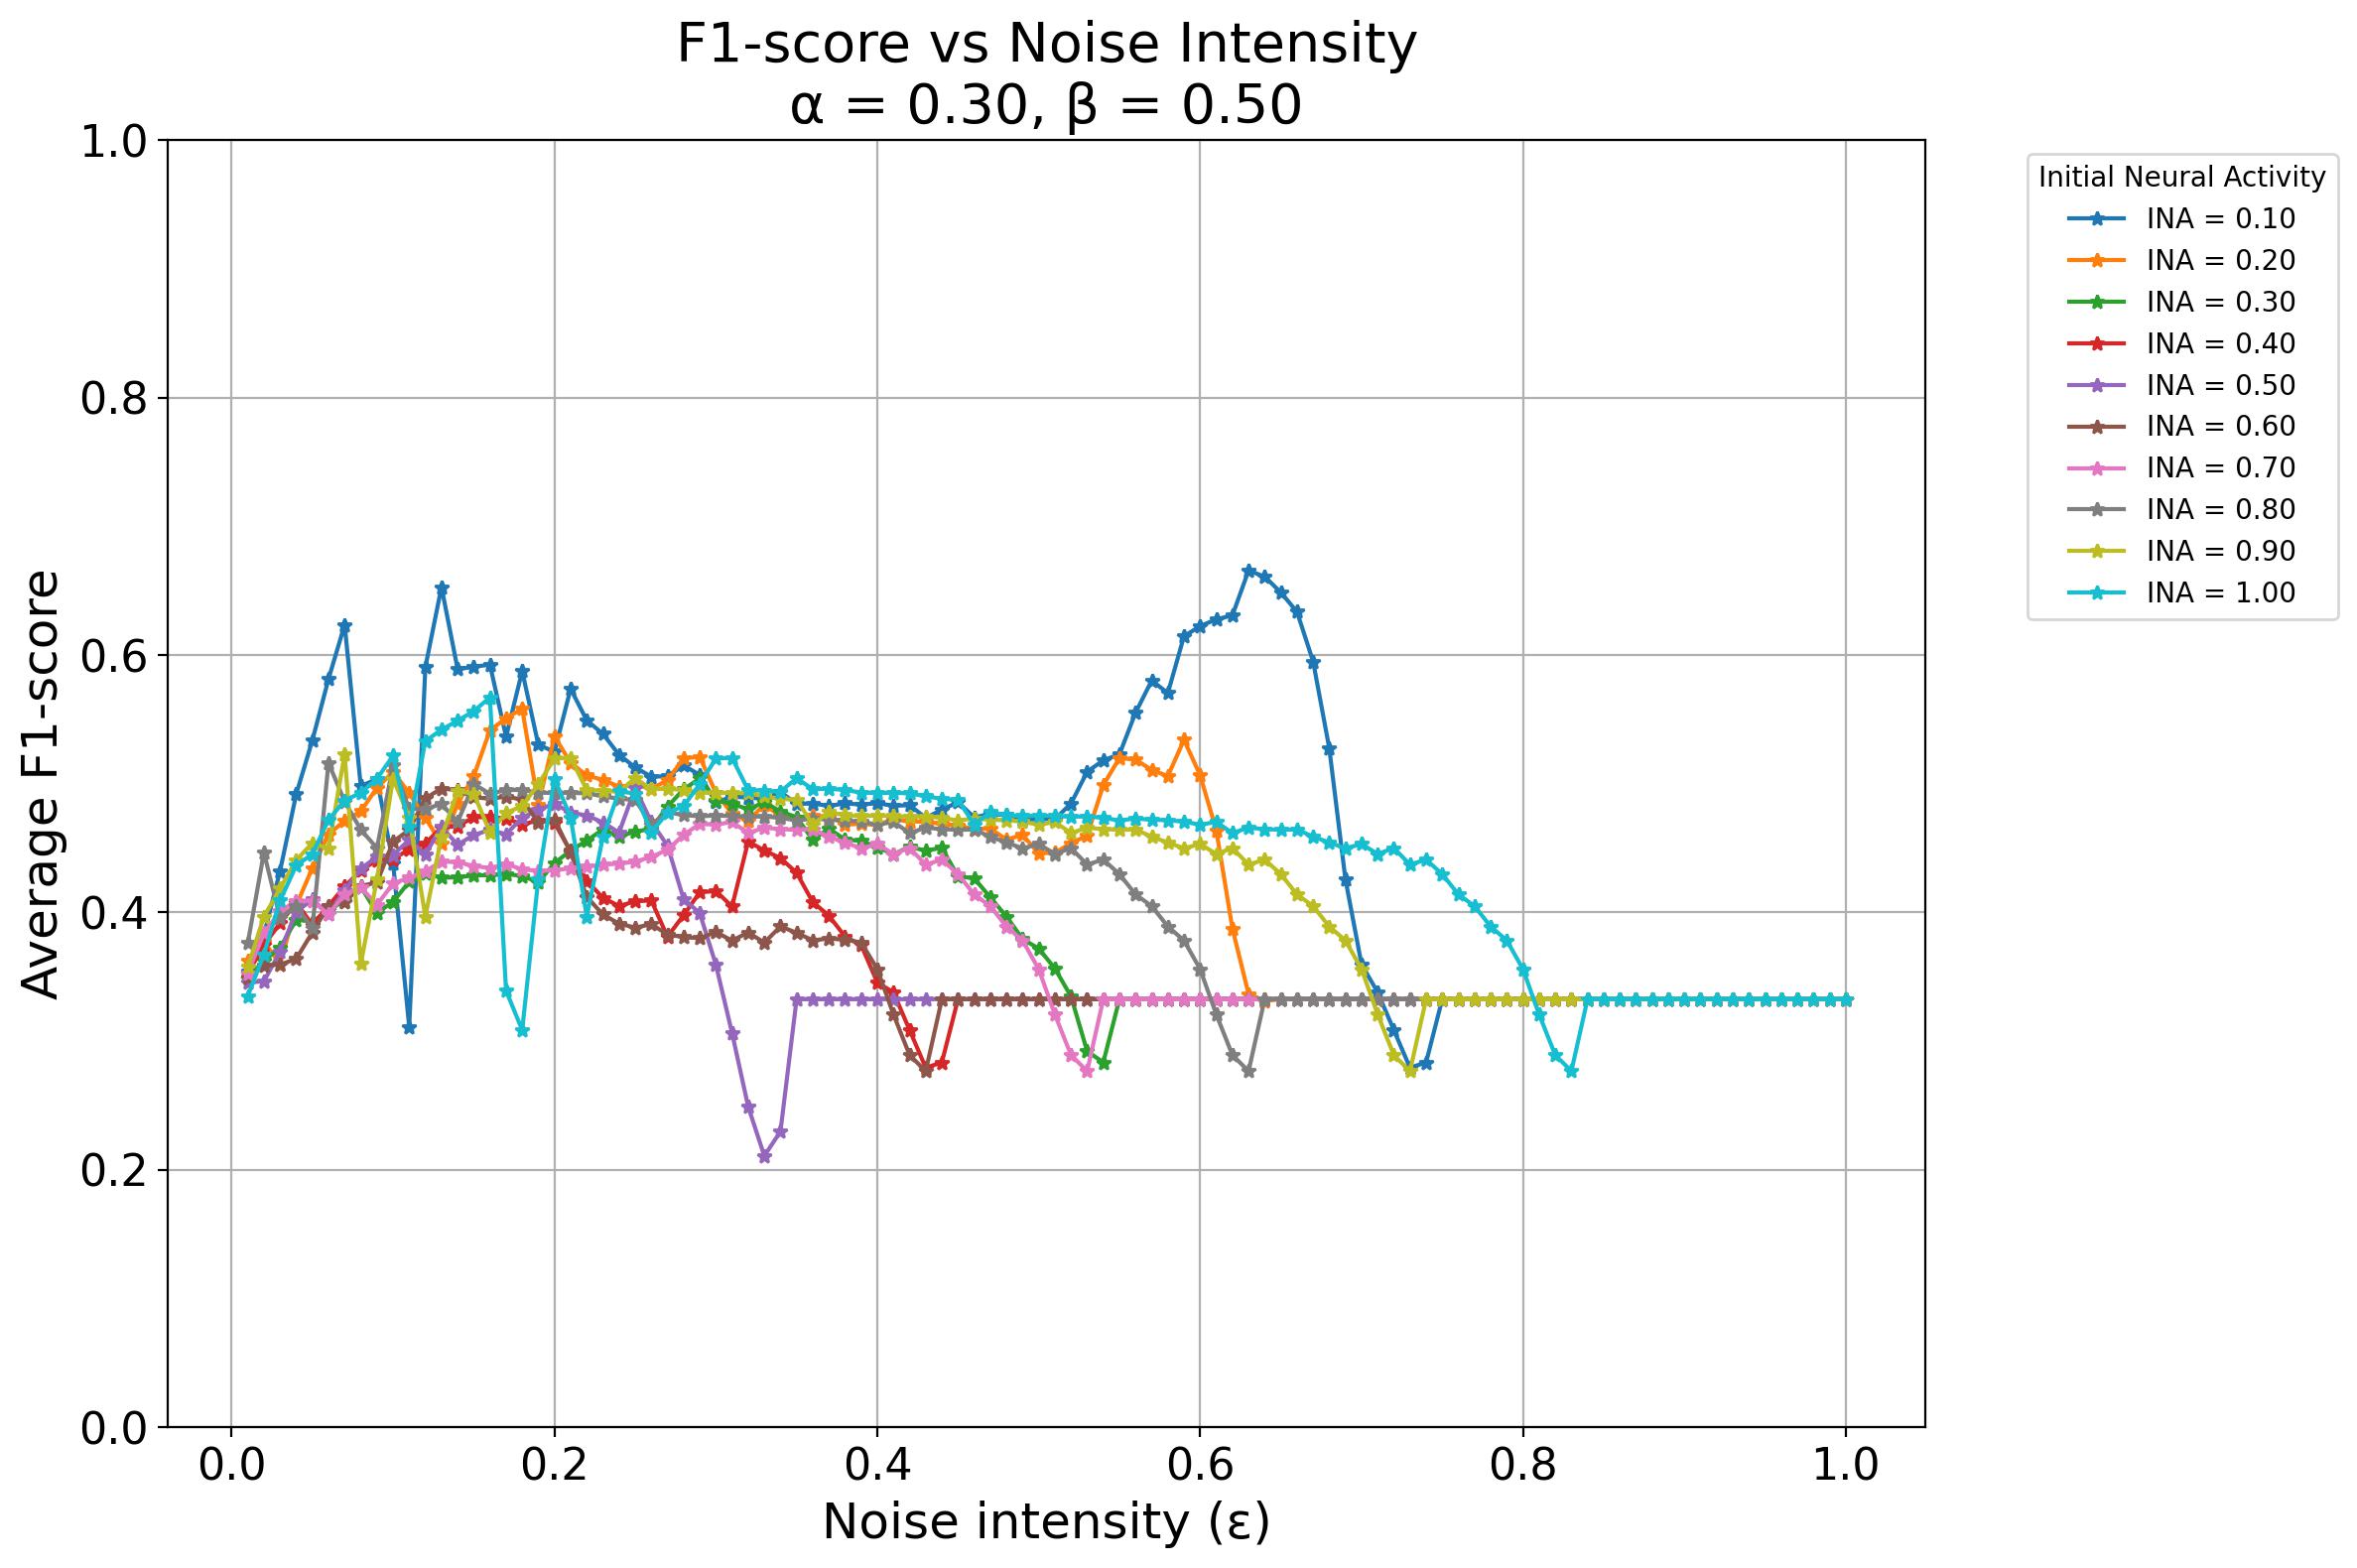 F1-score vs Noise Intensity
α = 0.30, β = 0.50
1.0
0.8
0.6
0.4
0.2
0.0
Average F1-score
0.0 0.2 0.4 0.6 0.8 1.0
Noise intensity (ε)
Initial Neural Activity
INA = 0.10
INA = 0.20
INA = 0.30
INA = 0.40
INA = 0.50
INA = 0.60
INA = 0.70
INA = 0.80
INA = 0.90
INA = 1.00